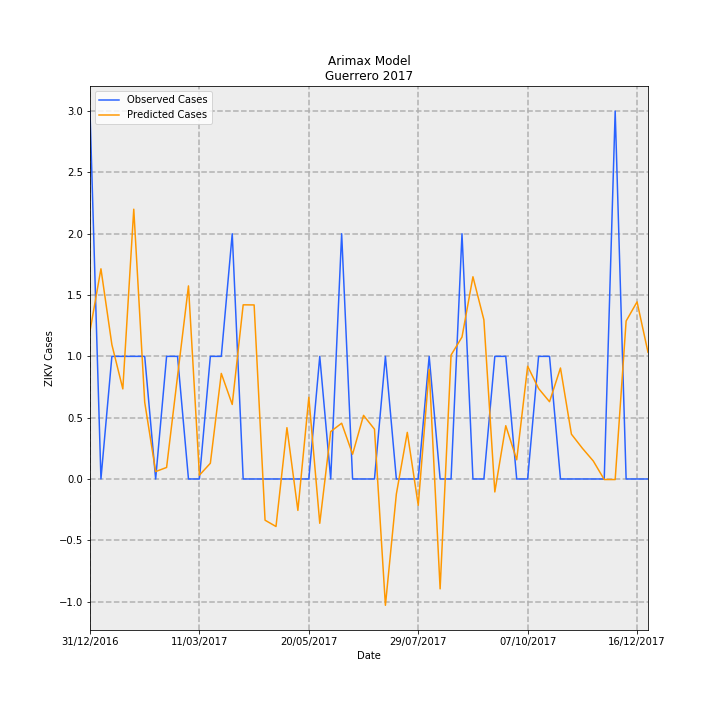 Arimax Model
Guerrero 2017
Observed Cases
Predicted Cases
3.0
2.5
2.0
1.5
1.0
0.5
0.0
−0.5
−1.0
ZIKV Cases
31/12/2016 11/03/2017 20/05/2017 29/07/2017 07/10/2017 16/12/2017
Date